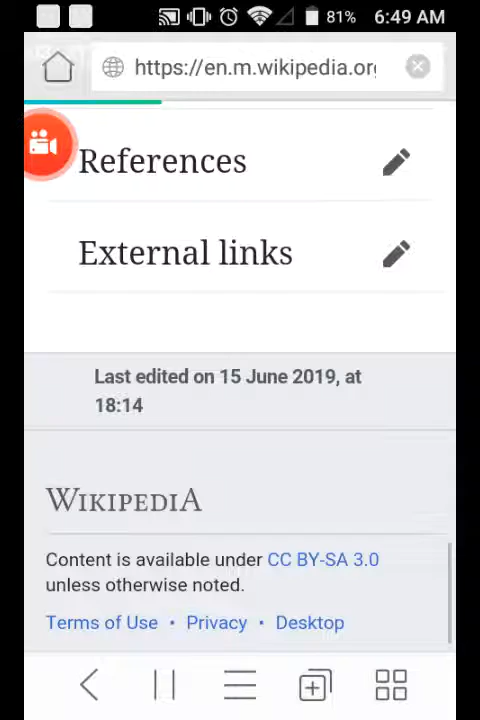 81% 6:49 AM
https://en.m.wikipedia.or
References
External links
Last edited on 15 June 2019, at
18:14
WIKIPEDIA
Content is available under CC BY-SA 3.0
unless otherwise noted.
Terms of Use • Privacy • Desktop